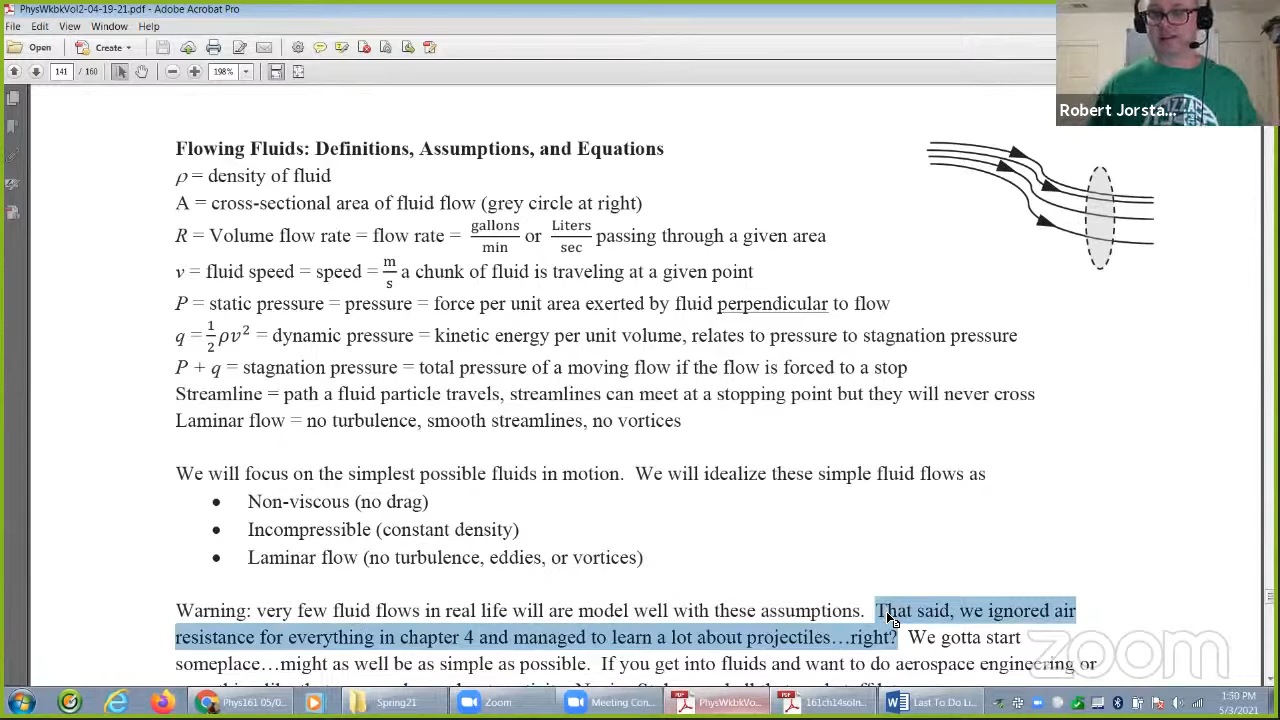 PhysWkbkVol2-04-19-21.pdf - Adobe Acrobat Pro
File Edit View Window Help
Open Create
141 / 160 198%
Robert Jorsta...
Flowing Fluids: Definitions, Assumptions, and Equations
ρ = density of fluid
A = cross-sectional area of fluid flow (grey circle at right)
R = Volume flow rate = flow rate = gallons/min or Liters/sec passing through a given area
v = fluid speed = speed = m/s a chunk of fluid is traveling at a given point
P = static pressure = pressure = force per unit area exerted by fluid perpendicular to flow
q = 1/2 ρv² = dynamic pressure = kinetic energy per unit volume, relates to pressure to stagnation pressure
P + q = stagnation pressure = total pressure of a moving flow if the flow is forced to a stop
Streamline = path a fluid particle travels, streamlines can meet at a stopping point but they will never cross
Laminar flow = no turbulence, smooth streamlines, no vortices
We will focus on the simplest possible fluids in motion. We will idealize these simple fluid flows as
• Non-viscous (no drag)
• Incompressible (constant density)
• Laminar flow (no turbulence, eddies, or vortices)
Warning: very few fluid flows in real life will are model well with these assumptions. That said, we ignored air
resistance for everything in chapter 4 and managed to learn a lot about projectiles…right? We gotta start
someplace…might as well be as simple as possible. If you get into fluids and want to do aerospace engineering or
zoom
Phys161 05/0... Spring21 Zoom Meeting Con... PhysWkbkVo... 161ch14soln... Last To Do Li...
1:50 PM
5/3/2021